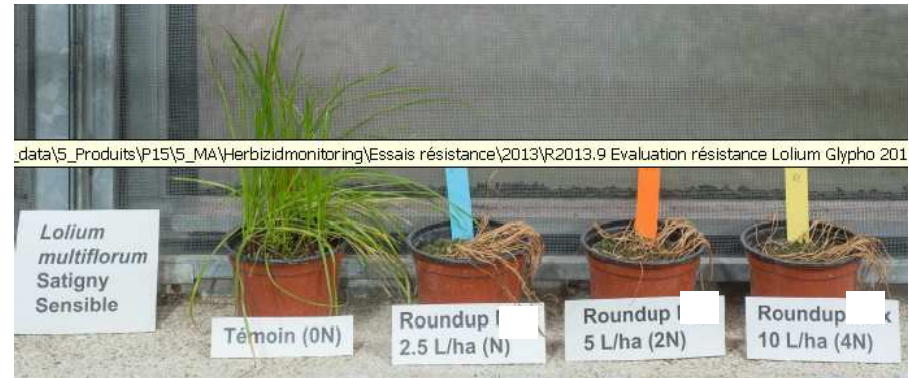 _data\5_Produits\P15\5_MA\Herbizidmonitoring\Essais résistance\2013\R2013.9 Evaluation résistance Lolium Glypho 201
Lolium
multiflorum
Satigny
Sensible
Témoin (0N)
Roundup
2.5 L/ha (N)
Roundup
5 L/ha (2N)
Roundup x
10 L/ha (4N)